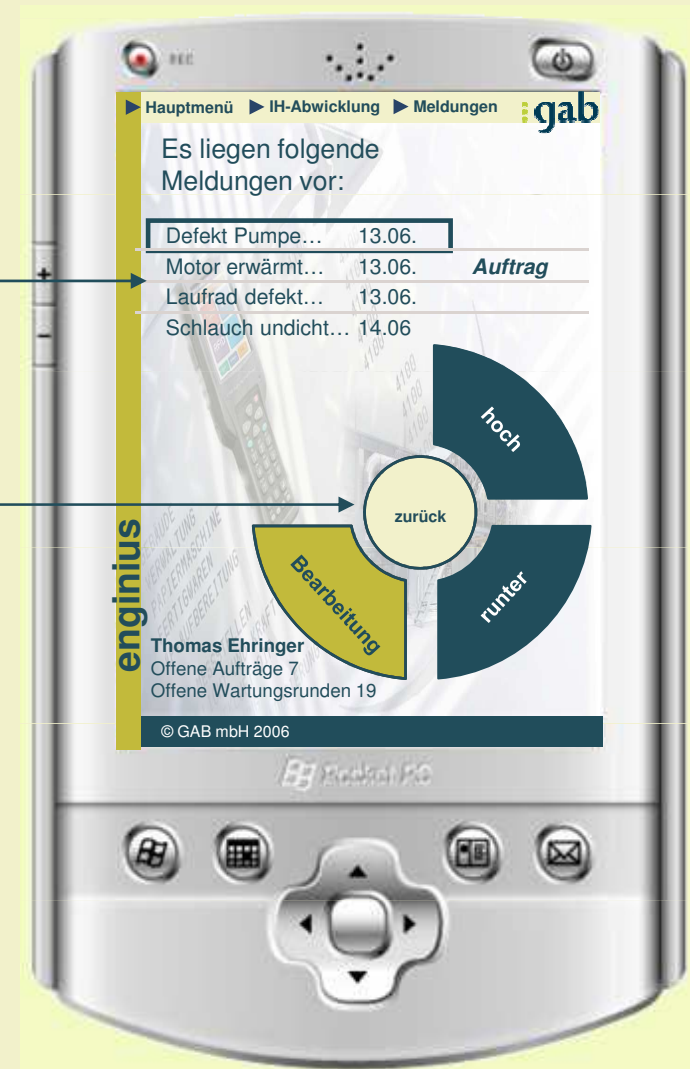 REC
Hauptmenü IH-Abwicklung Meldungen
gab
Es liegen folgende
Meldungen vor:
Defekt Pumpe… 13.06.
Motor erwärmt… 13.06. Auftrag
Laufrad defekt… 13.06.
Schlauch undicht… 14.06
hoch
zurück
runter
Bearbeitung
enginius
Thomas Ehringer
Offene Aufträge 7
Offene Wartungsrunden 19
© GAB mbH 2006
Pocket PC